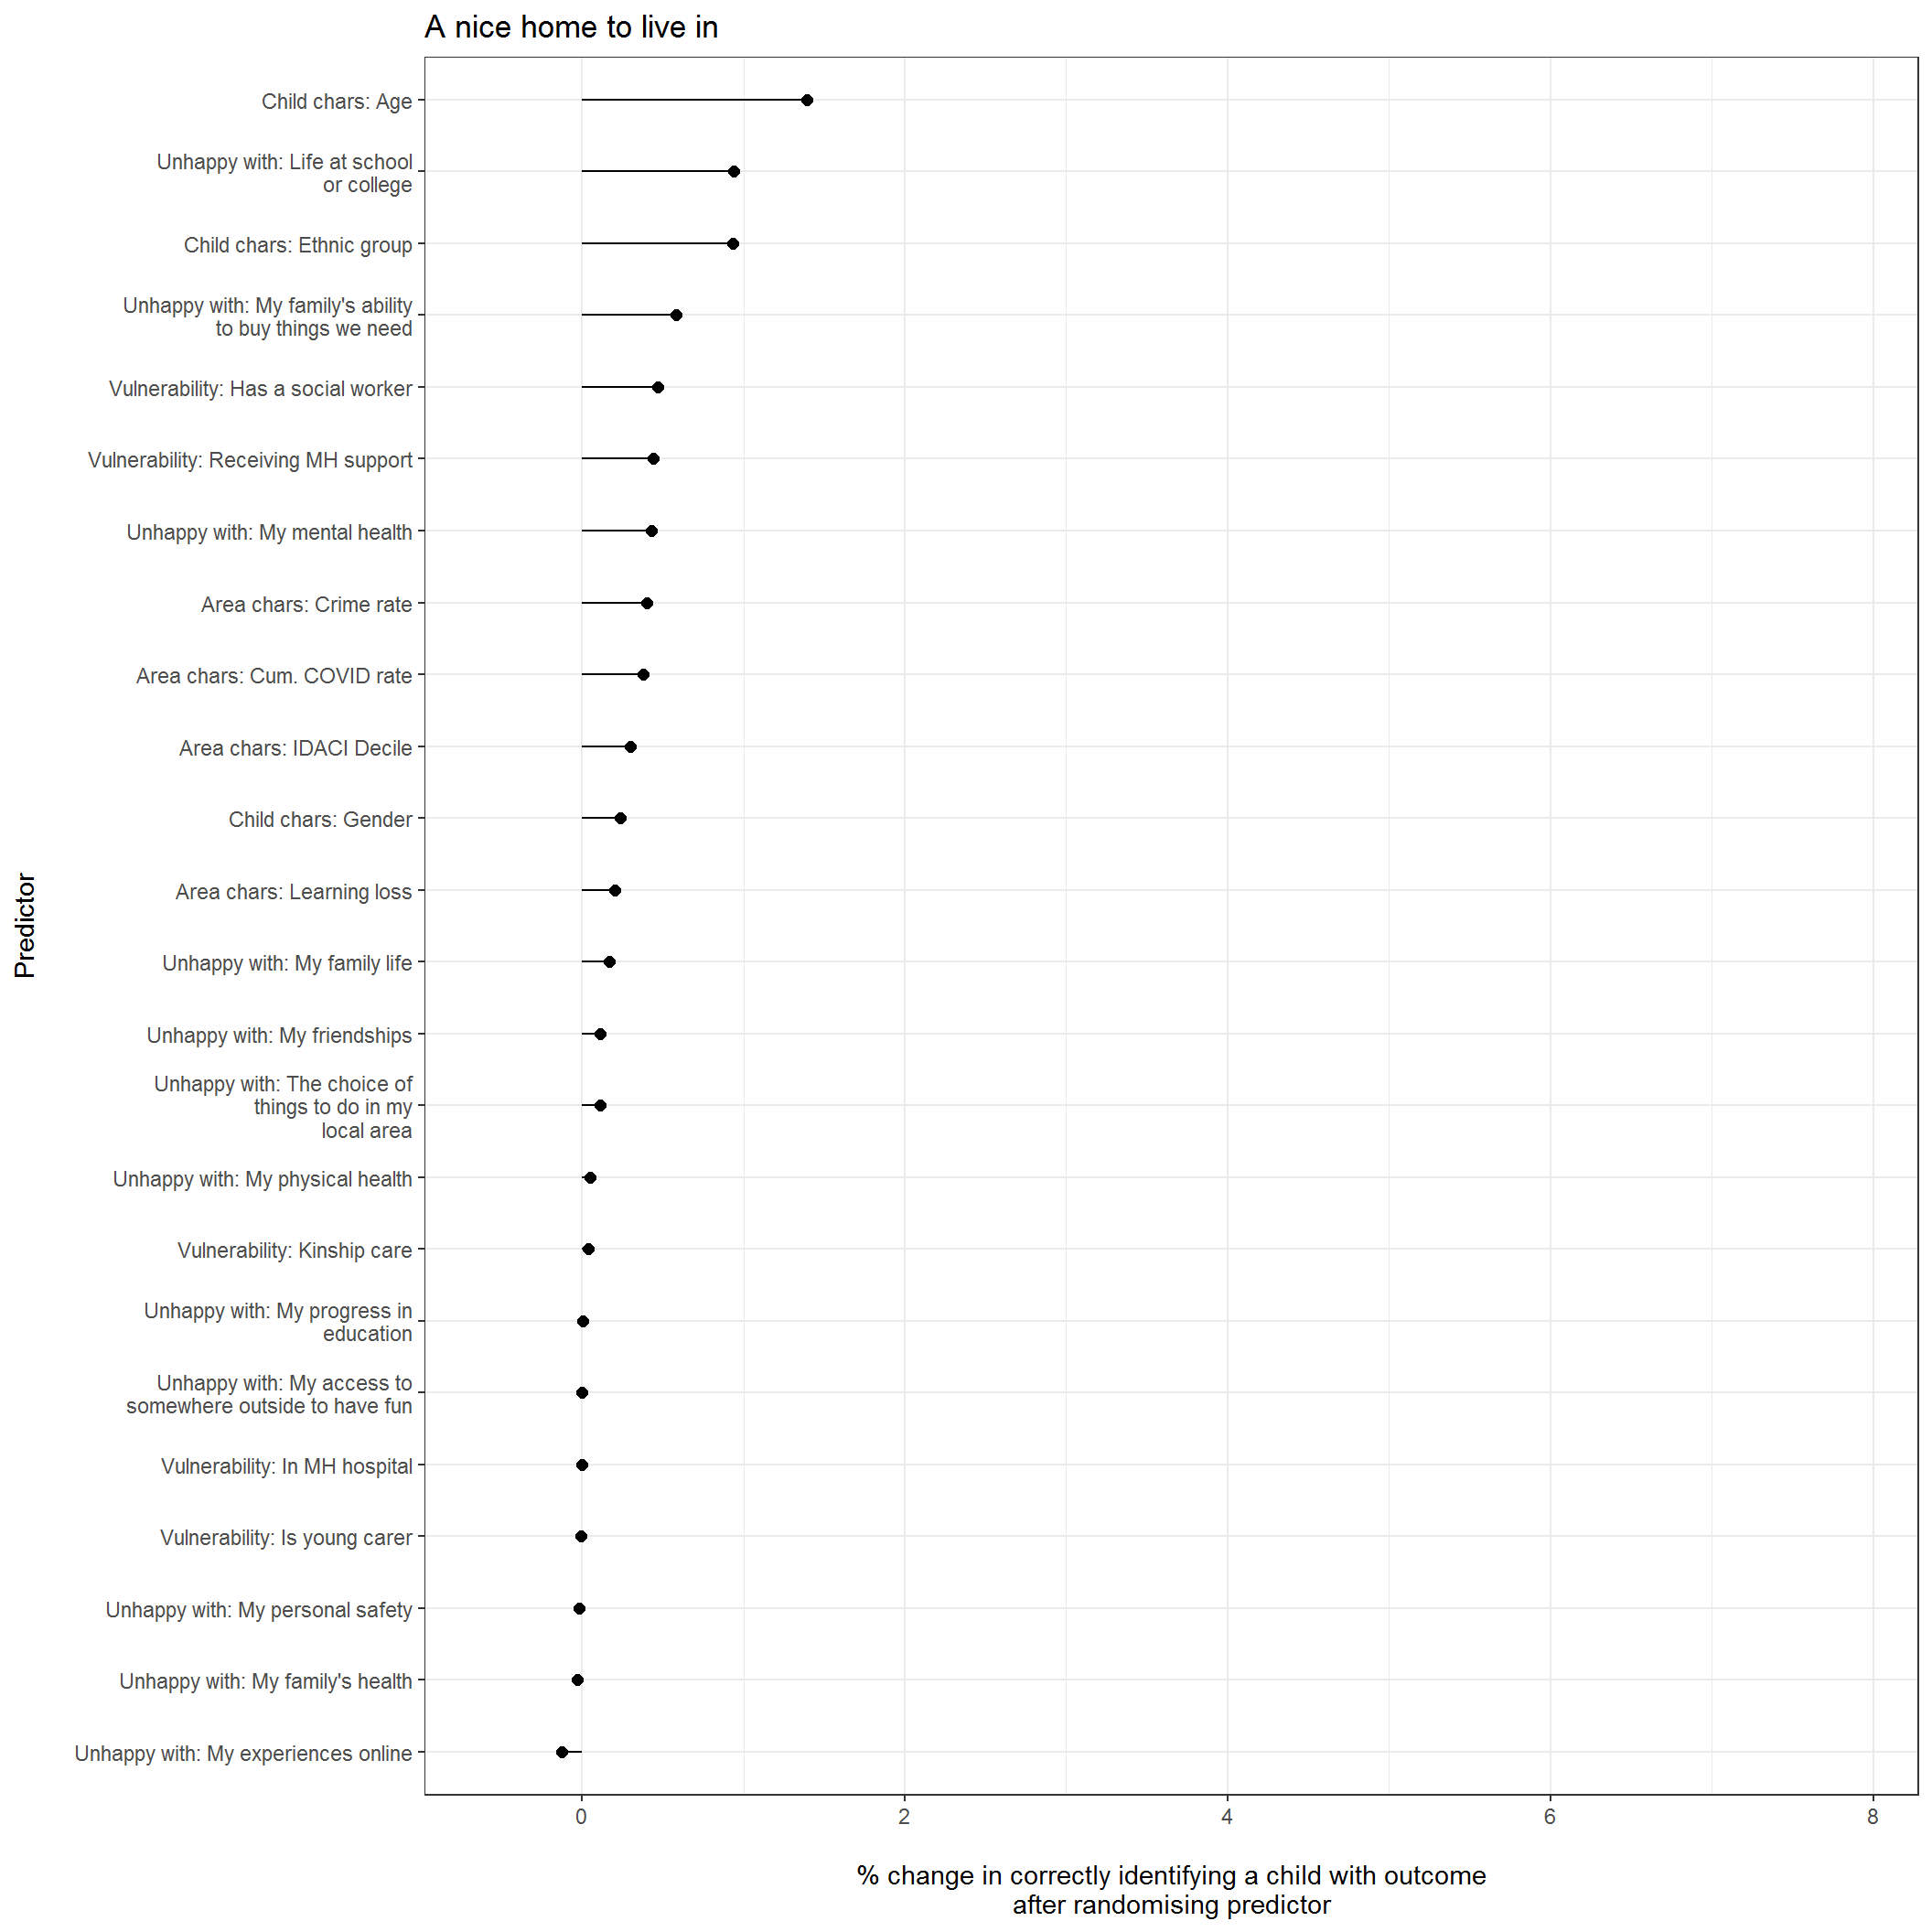 A nice home to live in
Child chars: Age
Unhappy with: Life at school
or college
Child chars: Ethnic group
Unhappy with: My family's ability
to buy things we need
Vulnerability: Has a social worker
Vulnerability: Receiving MH support
Unhappy with: My mental health
Area chars: Crime rate
Area chars: Cum. COVID rate
Area chars: IDACI Decile
Child chars: Gender
Area chars: Learning loss
Unhappy with: My family life
Unhappy with: My friendships
Unhappy with: The choice of
things to do in my
local area
Unhappy with: My physical health
Vulnerability: Kinship care
Unhappy with: My progress in
education
Unhappy with: My access to
somewhere outside to have fun
Vulnerability: In MH hospital
Vulnerability: Is young carer
Unhappy with: My personal safety
Unhappy with: My family's health
Unhappy with: My experiences online
Predictor
0 2 4 6 8
% change in correctly identifying a child with outcome
after randomising predictor